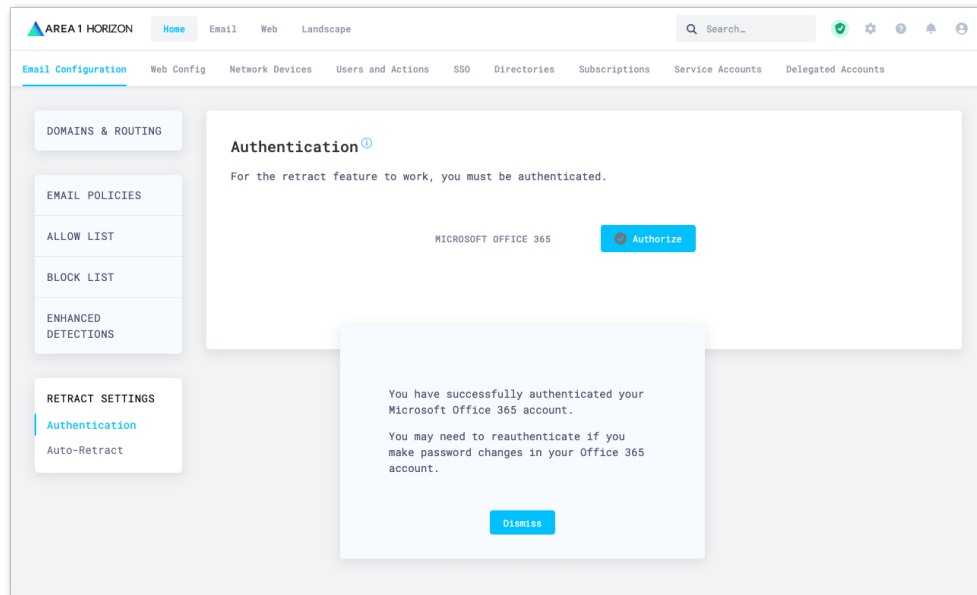 AREA 1 HORIZON Home Email Web Landscape Search…
Email Configuration Web Config Network Devices Users and Actions SSO Directories Subscriptions Service Accounts Delegated Accounts
DOMAINS & ROUTING
EMAIL POLICIES
ALLOW LIST
BLOCK LIST
ENHANCED
DETECTIONS
RETRACT SETTINGS
Authentication
Auto-Retract
Authentication
For the retract feature to work, you must be authenticated.
MICROSOFT OFFICE 365 Authorize
You have successfully authenticated your
Microsoft Office 365 account.
You may need to reauthenticate if you
make password changes in your Office 365
account.
Dismiss